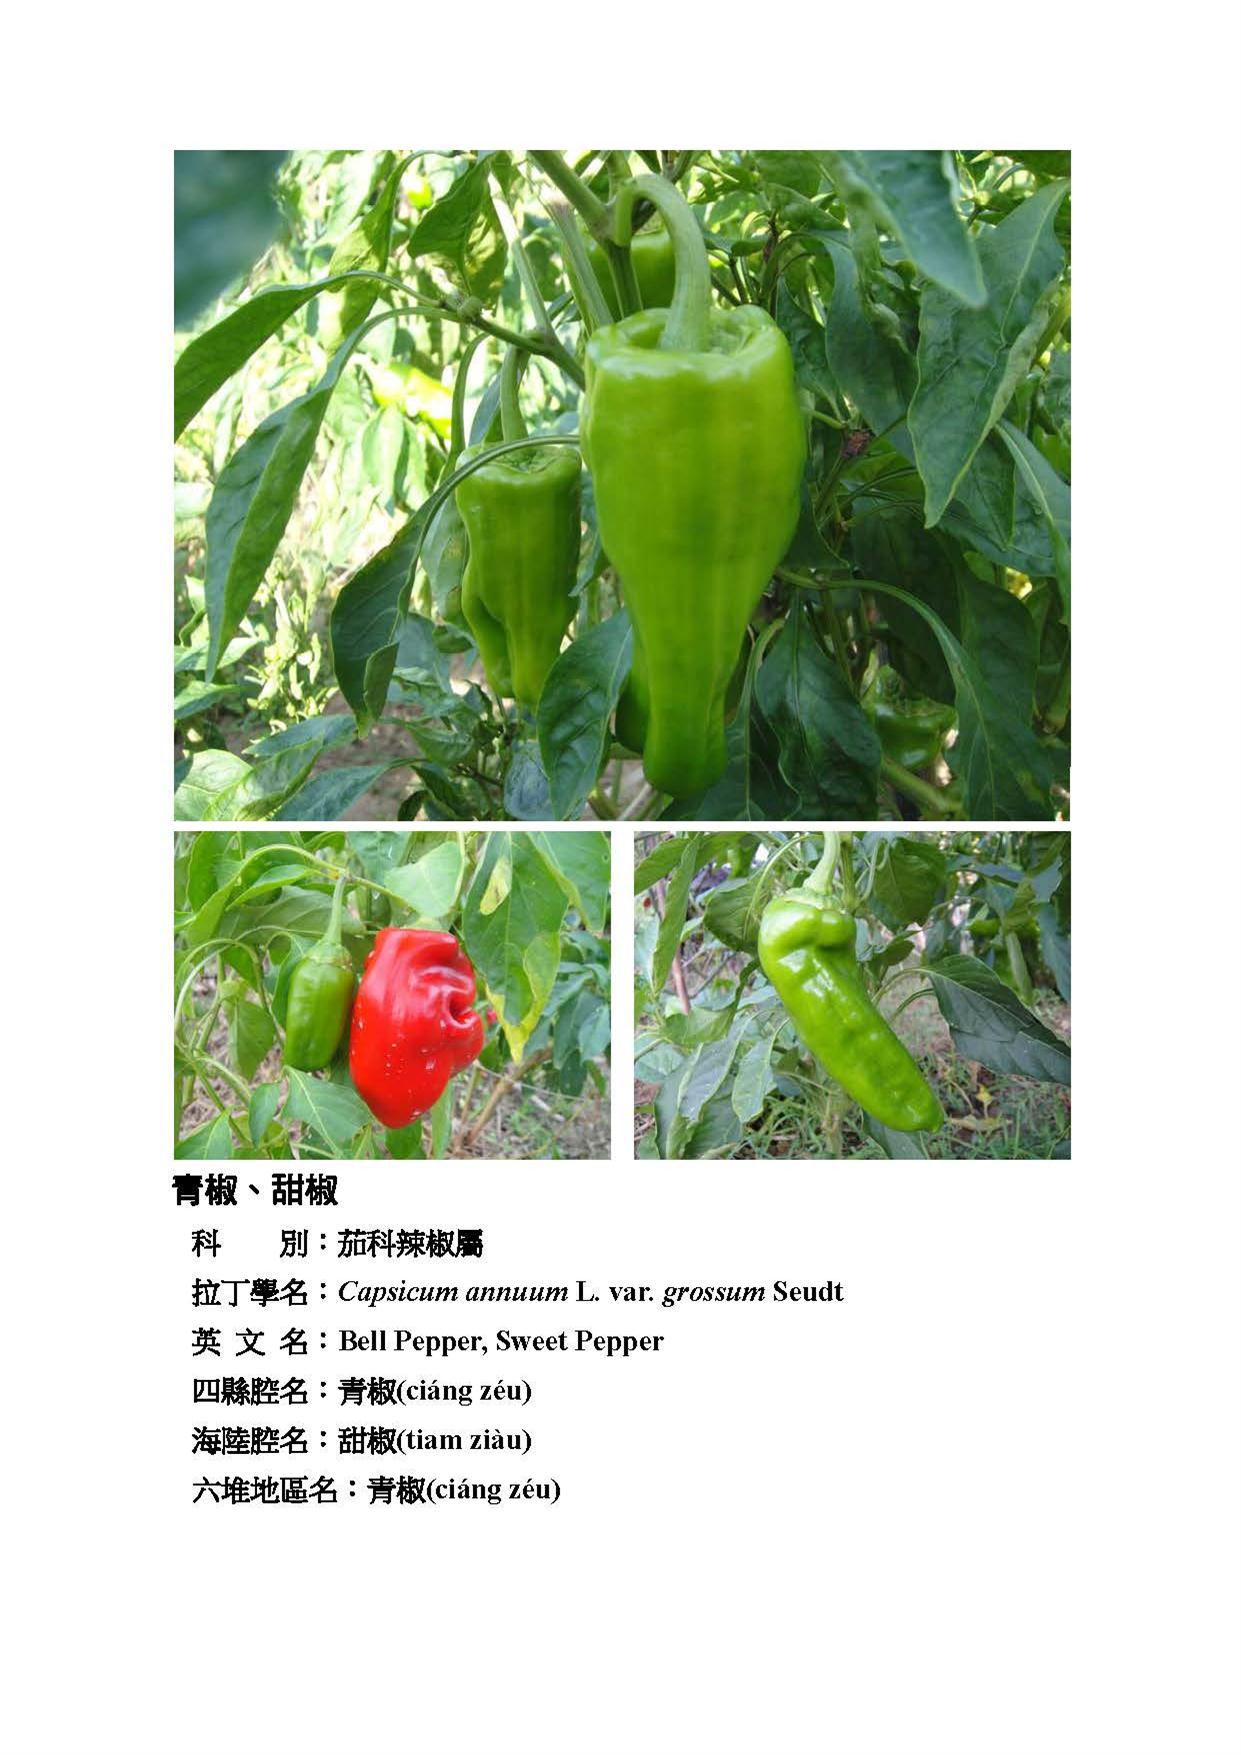 青椒、甜椒
科　　別：茄科辣椒屬
拉丁學名：Capsicum annuum L. var. grossum Seudt
英 文 名：Bell Pepper, Sweet Pepper
四縣腔名：青椒(ciáng zéu)
海陸腔名：甜椒(tiam ziàu)
六堆地區名：青椒(ciáng zéu)